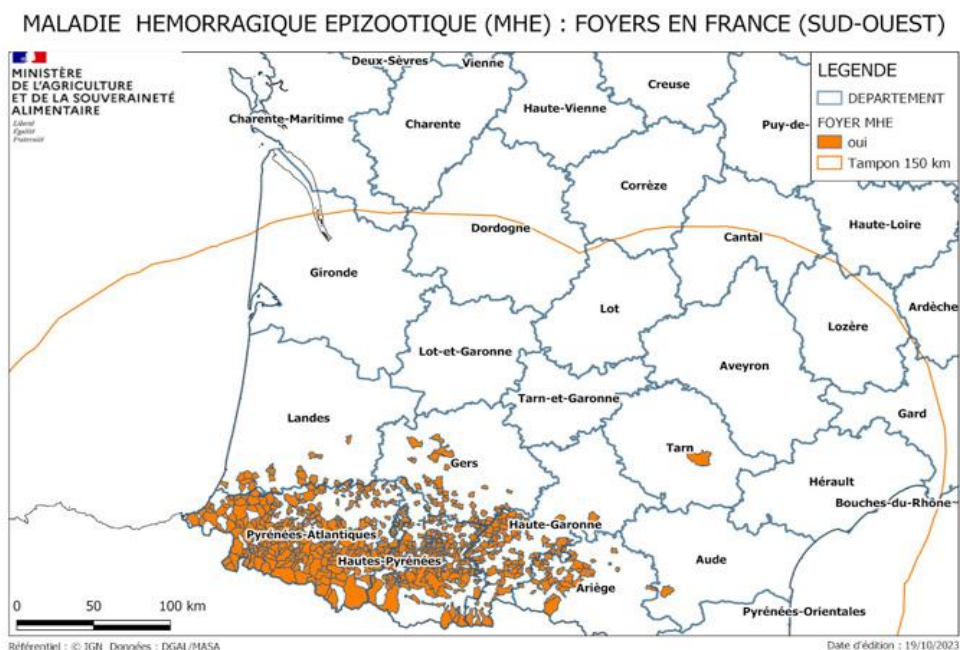 MALADIE HEMORRAGIQUE EPIZOOTIQUE (MHE) : FOYERS EN FRANCE (SUD-OUEST)
MINISTÈRE
DE L'AGRICULTURE
ET DE LA SOUVERAINETÉ
ALIMENTAIRE
Liberté
Égalité
Fraternité
LEGENDE
DEPARTEMENT
FOYER MHE
oui
Tampon 150 km
Deux-Sèvres
Vienne
Creuse
Haute-Vienne
Charente-Maritime
Charente
Puy-de-
Corrèze
Haute-Loire
Dordogne
Cantal
Gironde
Ardèche
Lot
Lozère
Lot-et-Garonne
Aveyron
Tarn-et-Garonne
Landes
Gard
Tarn
Gers
Hérault
Bouches-du-Rhône
Haute-Garonne
Pyrénées-Atlantiques
Hautes-Pyrénées
Aude
Ariège
Pyrénées-Orientales
0 50 100 km
Référentiel : © IGN Données : DGAL/MASA
Date d'édition : 19/10/2023